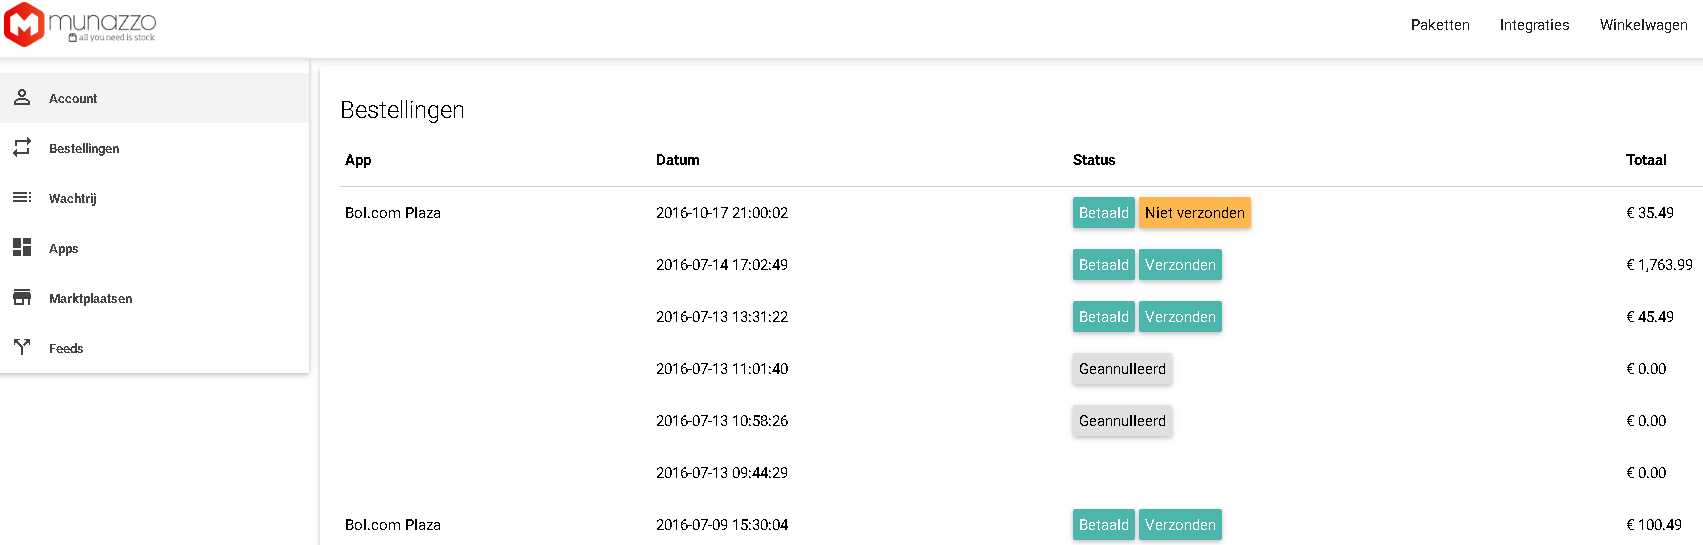 munazzo
all you need is stock
Paketten Integraties Winkelwagen
Account
Bestellingen
Wachtrij
Apps
Marktplaatsen
Feeds
Bestellingen
App Datum Status Totaal
Bol.com Plaza 2016-10-17 21:00:02 Betaald Niet verzonden € 35.49
2016-07-14 17:02:49 Betaald Verzonden € 1,763.99
2016-07-13 13:31:22 Betaald Verzonden € 45.49
2016-07-13 11:01:40 Geannulleerd € 0.00
2016-07-13 10:58:26 Geannulleerd € 0.00
2016-07-13 09:44:29 € 0.00
Bol.com Plaza 2016-07-09 15:30:04 Betaald Verzonden € 100.49